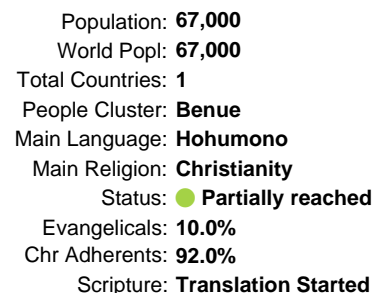 Population: 67,000
World Popl: 67,000
Total Countries: 1
People Cluster: Benue
Main Language: Hohumono
Main Religion: Christianity
Status: Partially reached
Evangelicals: 10.0%
Chr Adherents: 92.0%
Scripture: Translation Started